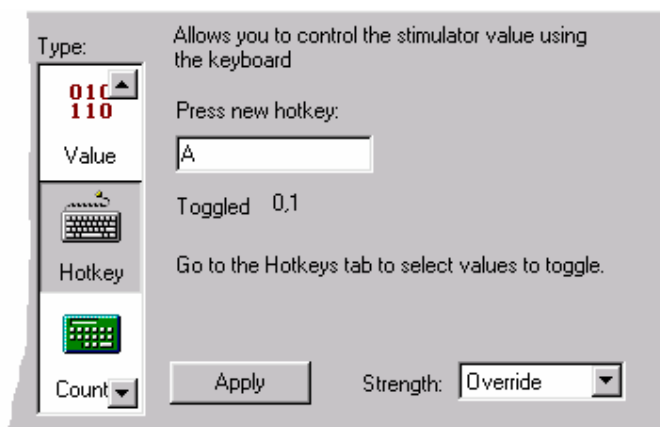 Type:
Allows you to control the stimulator value using
the keyboard
010
110
Value
Press new hotkey:
A
Toggled 0,1
Hotkey
Go to the Hotkeys tab to select values to toggle.
Count
Apply
Strength: Override